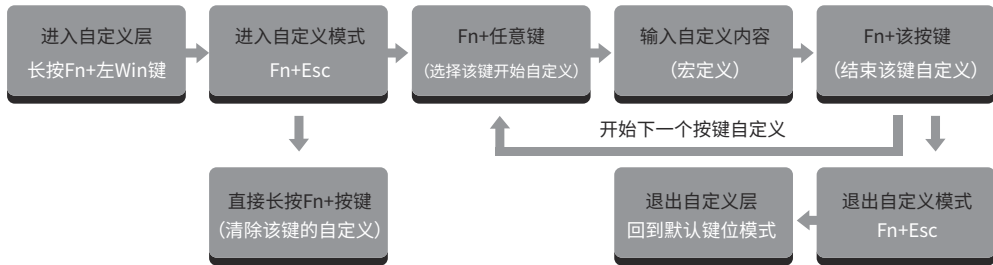 进入自定义层
长按Fn+左Win键
进入自定义模式
Fn+Esc
Fn+任意键
(选择该键开始自定义)
输入自定义内容
(宏定义)
Fn+该按键
(结束该键自定义)
开始下一个按键自定义
直接长按Fn+按键
(清除该键的自定义)
退出自定义层
回到默认键位模式
退出自定义模式
Fn+Esc